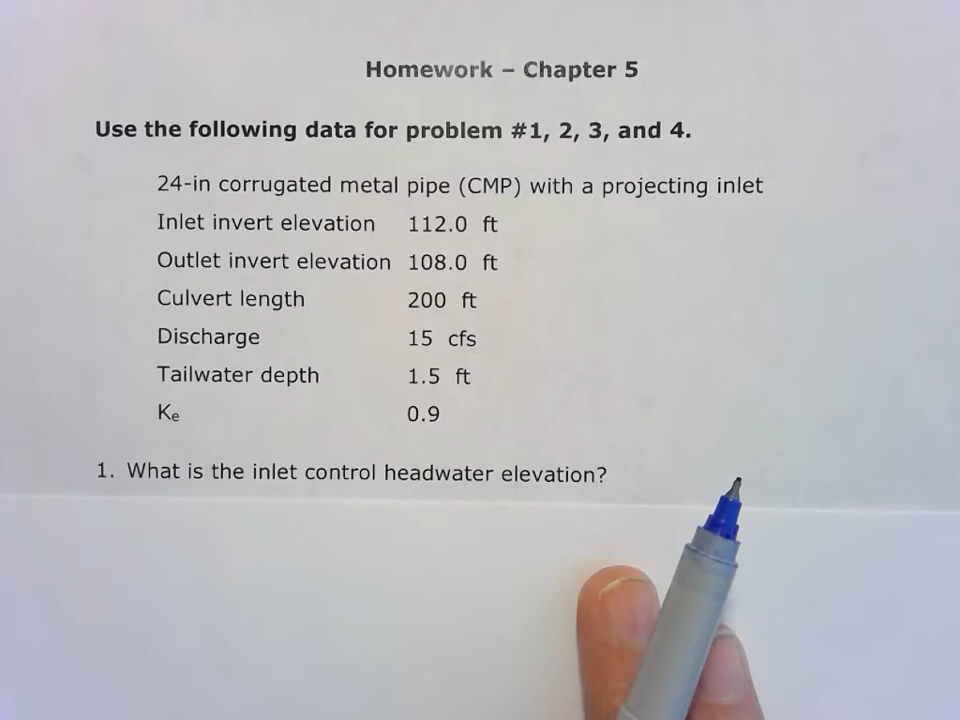 Homework – Chapter 5
Use the following data for problem #1, 2, 3, and 4.
24-in corrugated metal pipe (CMP) with a projecting inlet
Inlet invert elevation 112.0 ft
Outlet invert elevation 108.0 ft
Culvert length 200 ft
Discharge 15 cfs
Tailwater depth 1.5 ft
Ke 0.9
1. What is the inlet control headwater elevation?